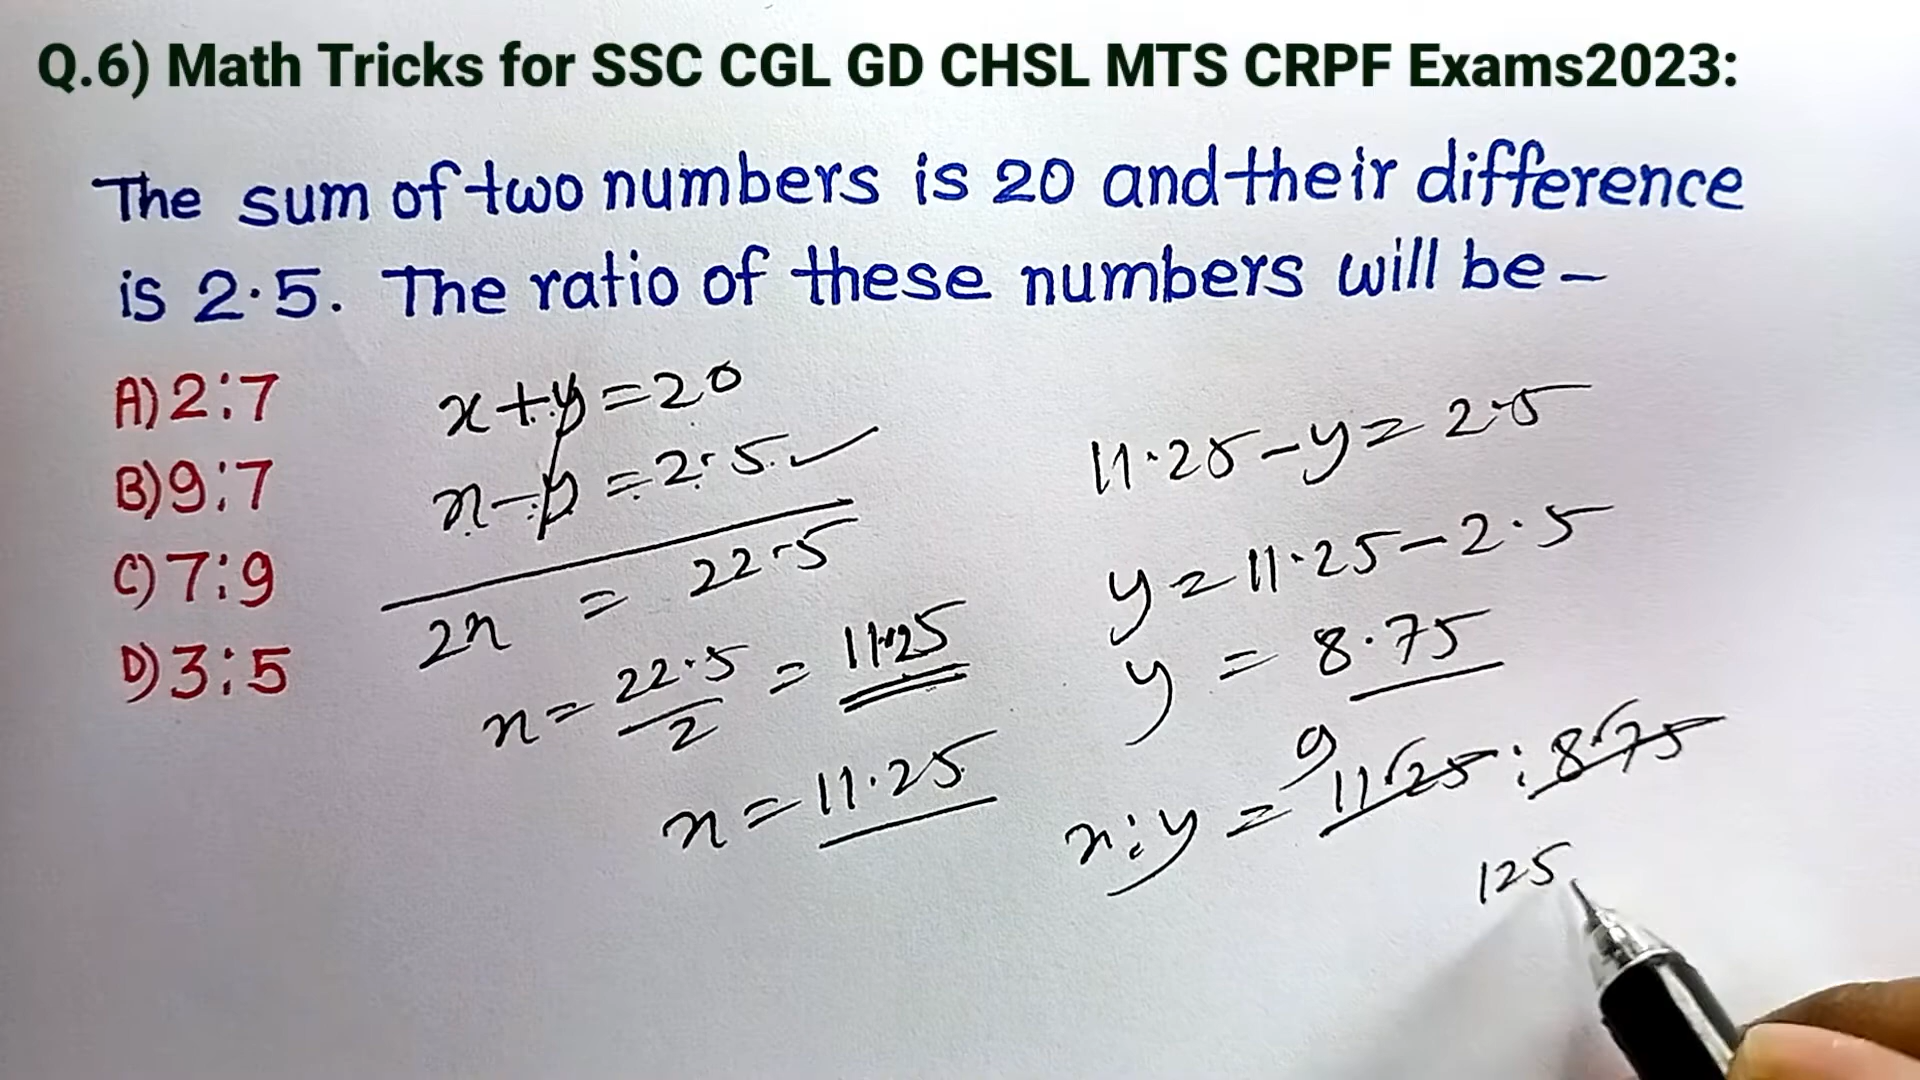 Q.6) Math Tricks for SSC CGL GD CHSL MTS CRPF Exams2023:
The sum of two numbers is 20 and their difference
is 2.5. The ratio of these numbers will be -
A) 2:7
B) 9:7
C) 7:9
D) 3:5
x+y=20
x-y=2.5 ✓
2x = 22.5
x=22.5/2 = 11.25
x=11.25
11.25-y=2.5
y=11.25-2.5
y = 8.75
9
x:y = 11.25:8.75
125